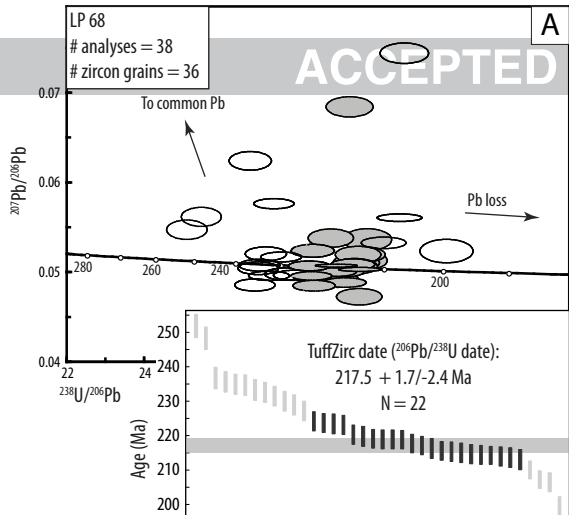 LP 68
# analyses = 38
# zircon grains = 36
A
ACCEPTED
0.07
To common Pb
207Pb/206Pb
0.06
Pb loss
0.05
280
260
240
200
0.04
22
24
238U/206Pb
250
TuffZirc date (206Pb/238U date):
240
217.5 + 1.7/-2.4 Ma
230
N = 22
Age (Ma)
220
210
200